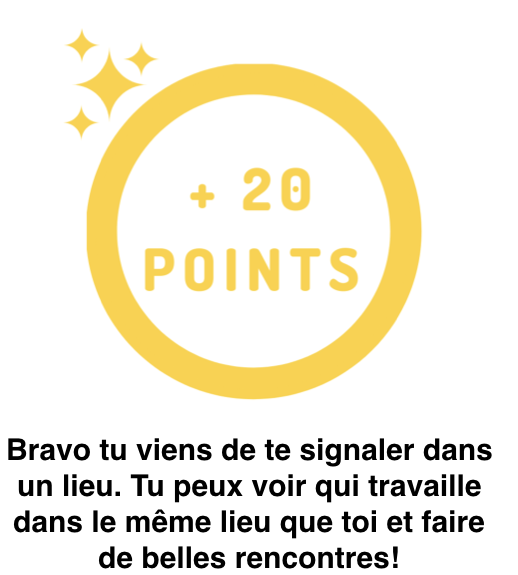 + 20
POINTS
Bravo tu viens de te signaler dans
un lieu. Tu peux voir qui travaille
dans le même lieu que toi et faire
de belles rencontres!